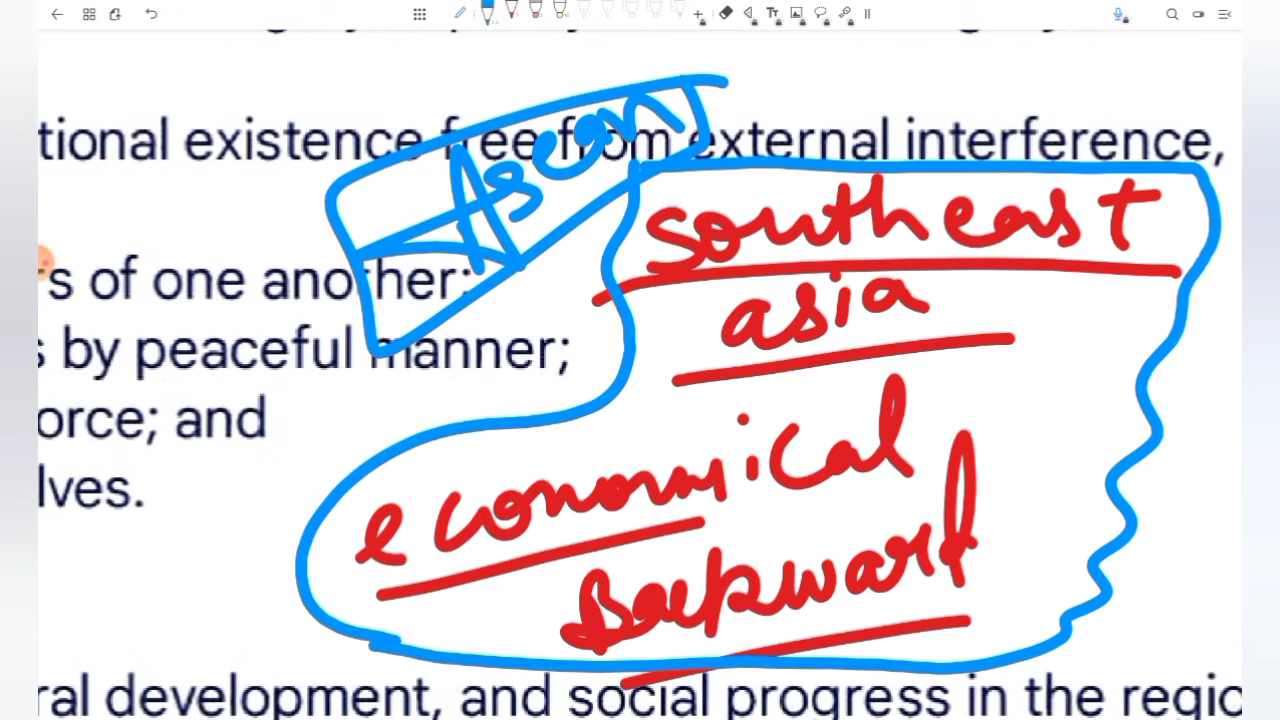 tional existence free from external interference,
Asean
southeast
's of one another;
asia
s by peaceful manner;
orce; and
economical
lves.
Backward
ral development, and social progress in the regio